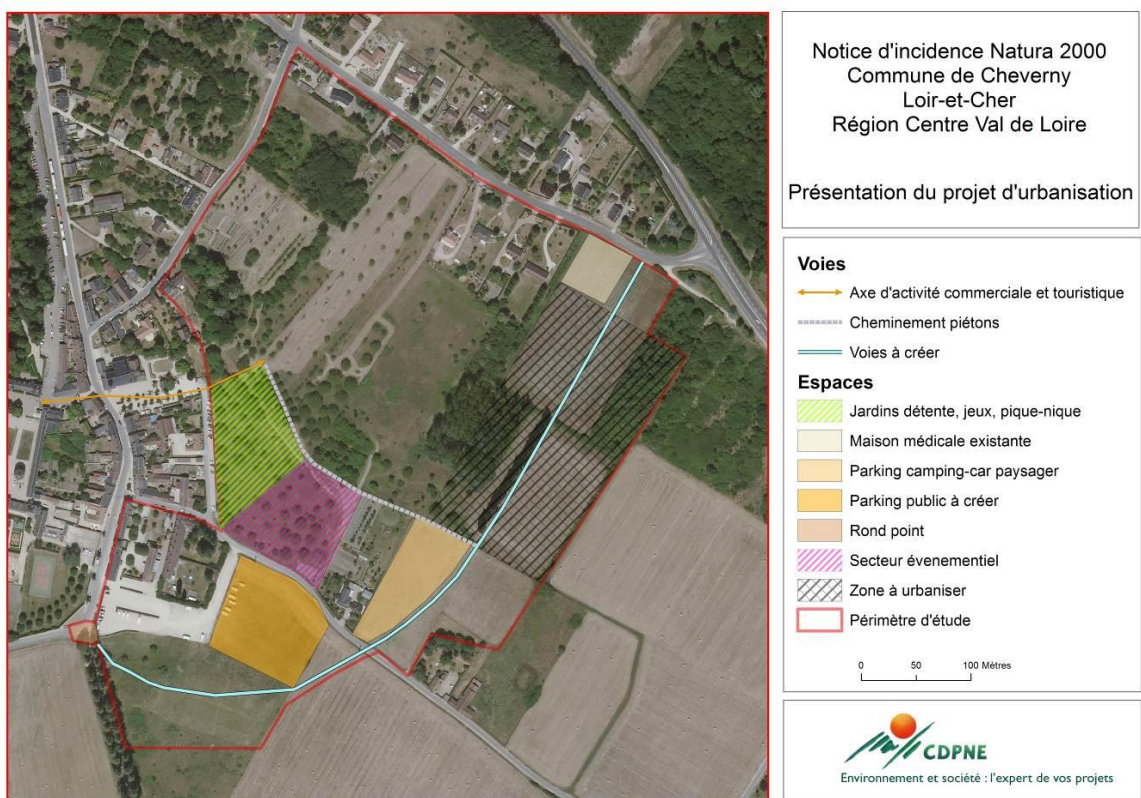 Notice d'incidence Natura 2000
Commune de Cheverny
Loir-et-Cher
Région Centre Val de Loire
Présentation du projet d'urbanisation
Voies
Axe d'activité commerciale et touristique
Cheminement piétons
Voies à créer
Espaces
Jardins détente, jeux, pique-nique
Maison médicale existante
Parking camping-car paysager
Parking public à créer
Rond point
Secteur évenementiel
Zone à urbaniser
Périmètre d'étude
0 50 100 Mètres
CDPNE
Environnement et société : l'expert de vos projets